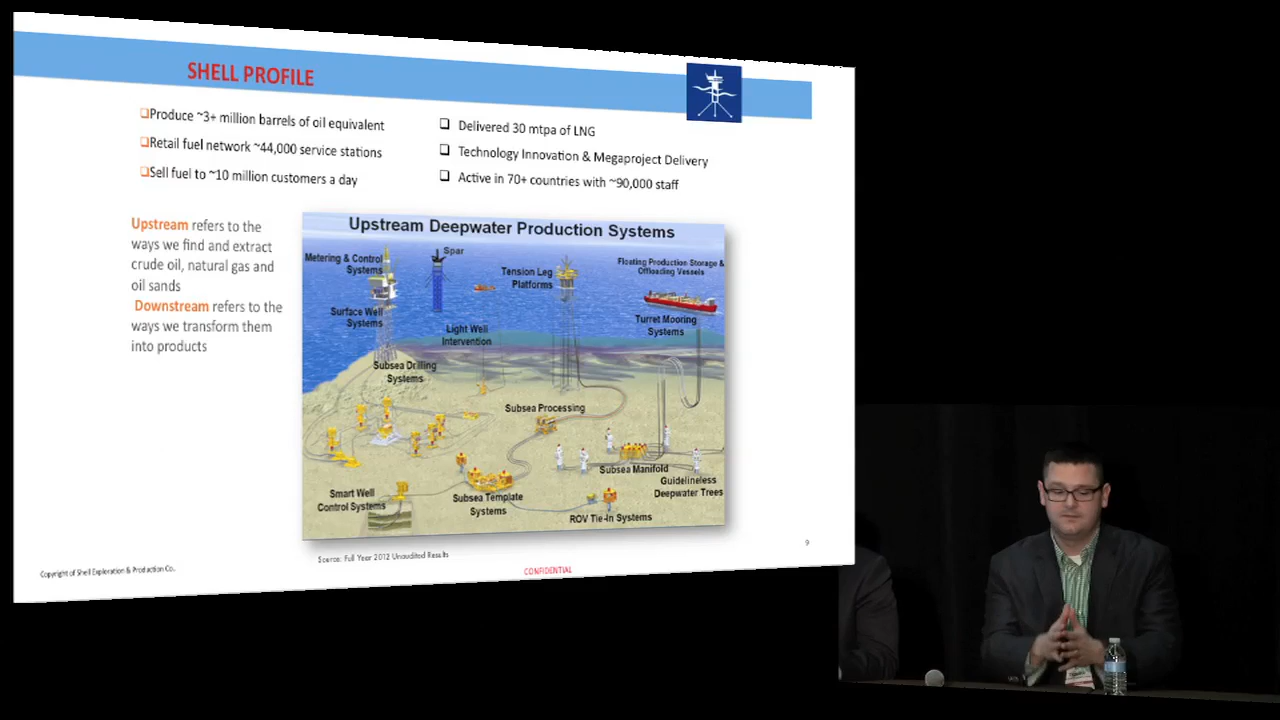 SHELL PROFILE
❑Produce ~3+ million barrels of oil equivalent
❑Retail fuel network ~44,000 service stations
❑Sell fuel to ~10 million customers a day
❑ Delivered 30 mtpa of LNG
❑ Technology Innovation & Megaproject Delivery
❑ Active in 70+ countries with ~90,000 staff
Upstream refers to the
ways we find and extract
crude oil, natural gas and
oil sands
Downstream refers to the
ways we transform them
into products
Upstream Deepwater Production Systems
Metering & Control
Systems
Spar
Tension Leg
Platforms
Floating Production Storage &
Offloading Vessels
Surface Well
Systems
Light Well
Intervention
Turret Mooring
Systems
Subsea Drilling
Systems
Subsea Processing
Subsea Manifold
Guidelineless
Deepwater Trees
Smart Well
Control Systems
Subsea Template
Systems
ROV Tie-In Systems
Source: Full Year 2012 Unaudited Results
9
Copyright of Shell Exploration & Production Co..
CONFIDENTIAL